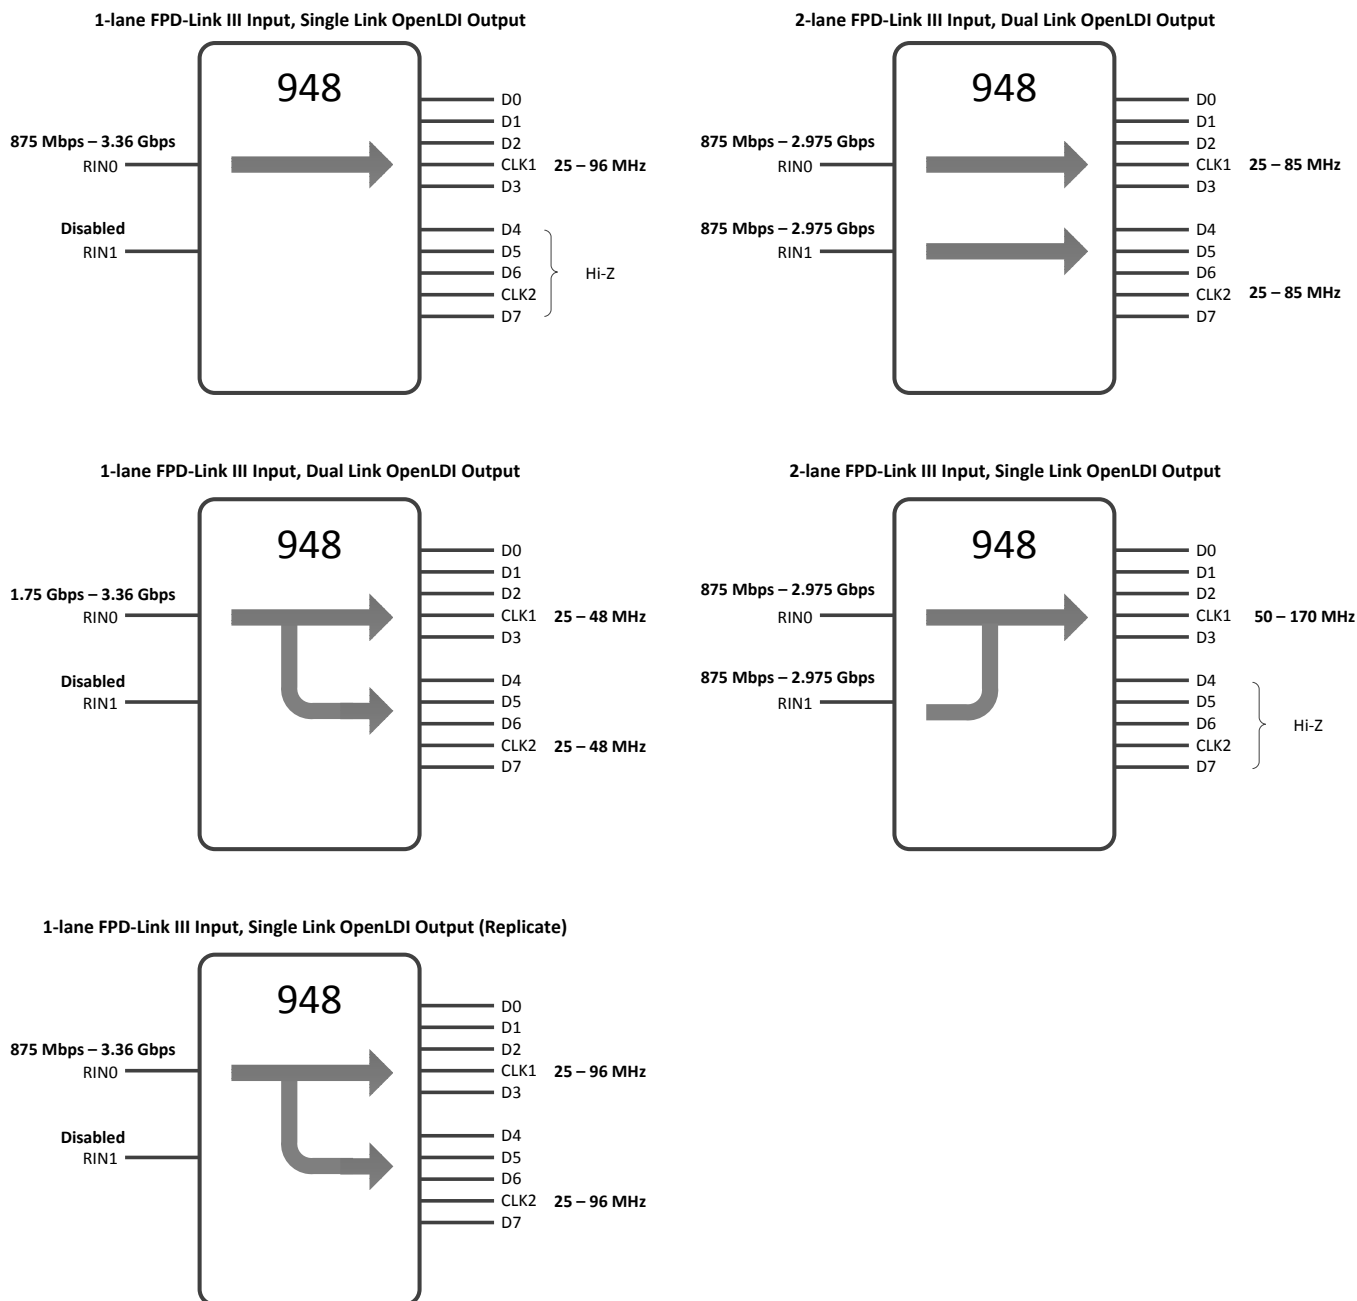 1-lane FPD-Link III Input, Single Link OpenLDI Output
948
875 Mbps – 3.36 Gbps
RIN0
Disabled
RIN1
D0
D1
D2
CLK1 25 – 96 MHz
D3
D4
D5
D6
CLK2
D7
Hi-Z
2-lane FPD-Link III Input, Dual Link OpenLDI Output
948
875 Mbps – 2.975 Gbps
RIN0
875 Mbps – 2.975 Gbps
RIN1
D0
D1
D2
CLK1 25 – 85 MHz
D3
D4
D5
D6
CLK2 25 – 85 MHz
D7
1-lane FPD-Link III Input, Dual Link OpenLDI Output
948
1.75 Gbps – 3.36 Gbps
RIN0
Disabled
RIN1
D0
D1
D2
CLK1 25 – 48 MHz
D3
D4
D5
D6
CLK2 25 – 48 MHz
D7
2-lane FPD-Link III Input, Single Link OpenLDI Output
948
875 Mbps – 2.975 Gbps
RIN0
875 Mbps – 2.975 Gbps
RIN1
D0
D1
D2
CLK1 50 – 170 MHz
D3
D4
D5
D6
CLK2
D7
Hi-Z
1-lane FPD-Link III Input, Single Link OpenLDI Output (Replicate)
948
875 Mbps – 3.36 Gbps
RIN0
Disabled
RIN1
D0
D1
D2
CLK1 25 – 96 MHz
D3
D4
D5
D6
CLK2 25 – 96 MHz
D7